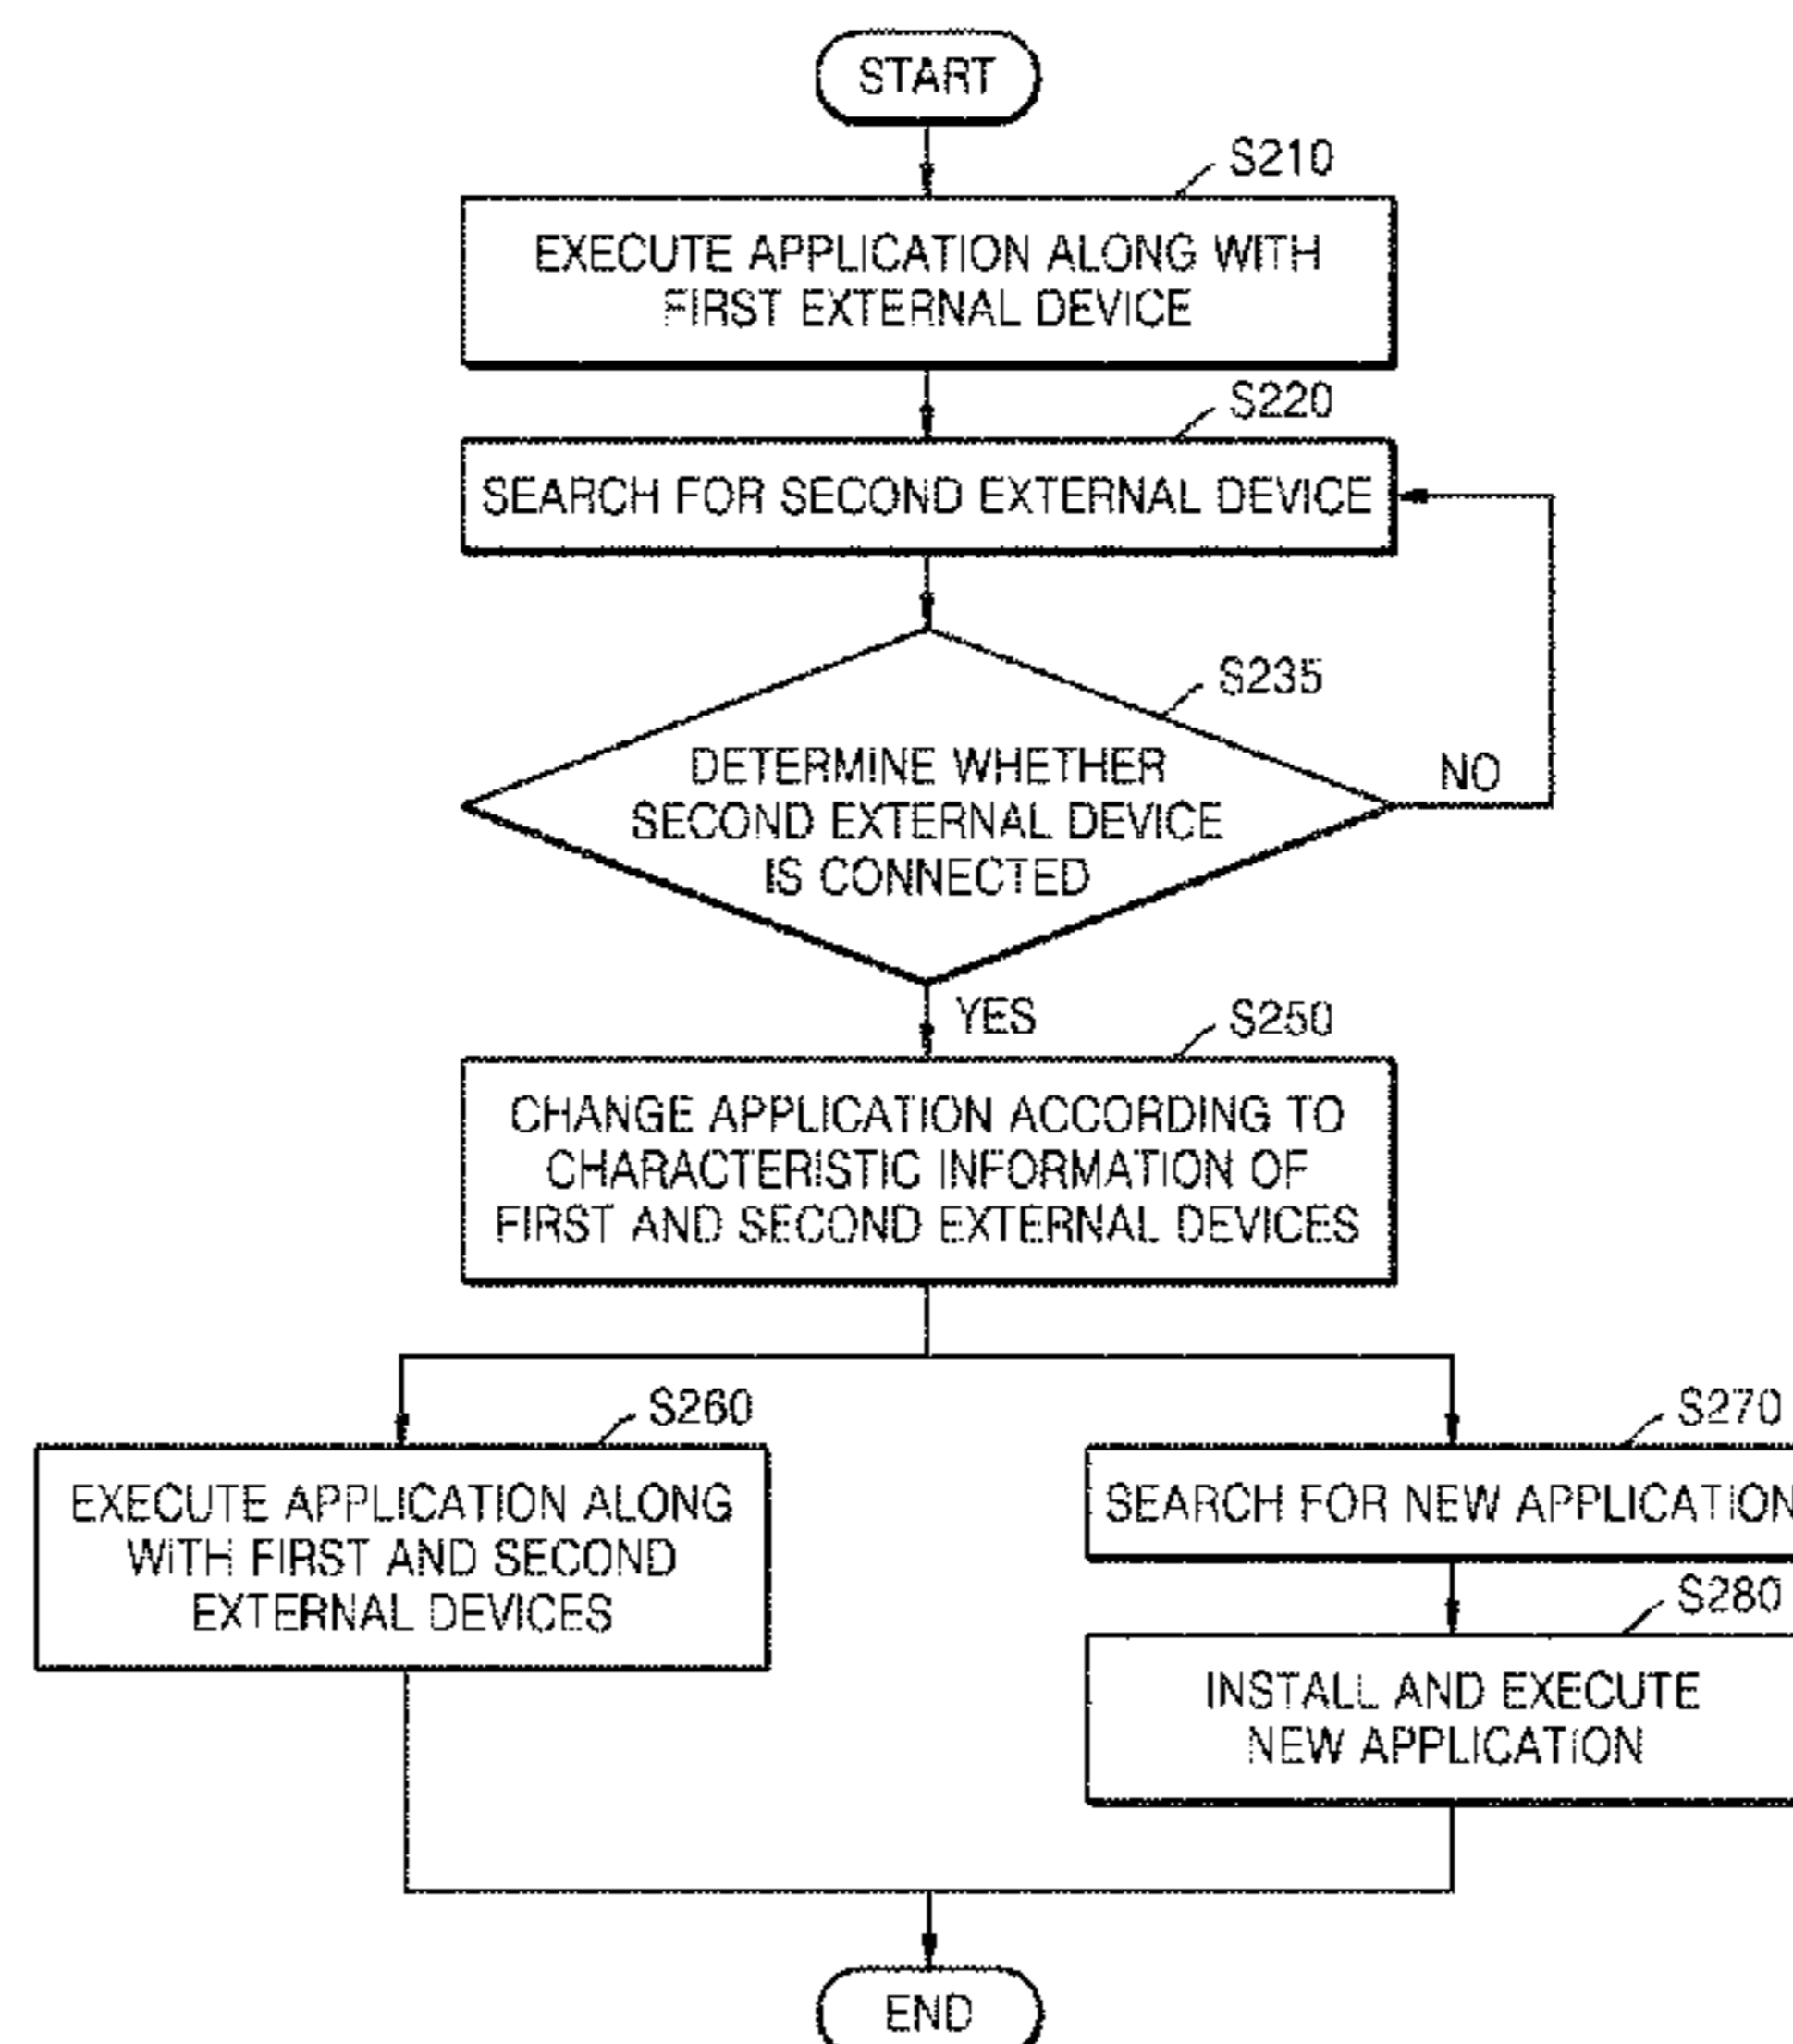 START
S210
EXECUTE APPLICATION ALONG WITH
FIRST EXTERNAL DEVICE
S220
SEARCH FOR SECOND EXTERNAL DEVICE
S235
DETERMINE WHETHER
SECOND EXTERNAL DEVICE
IS CONNECTED
NO
YES
S250
CHANGE APPLICATION ACCORDING TO
CHARACTERISTIC INFORMATION OF
FIRST AND SECOND EXTERNAL DEVICES
S260
EXECUTE APPLICATION ALONG
WITH FIRST AND SECOND
EXTERNAL DEVICES
S270
SEARCH FOR NEW APPLICATION
S280
INSTALL AND EXECUTE
NEW APPLICATION
END